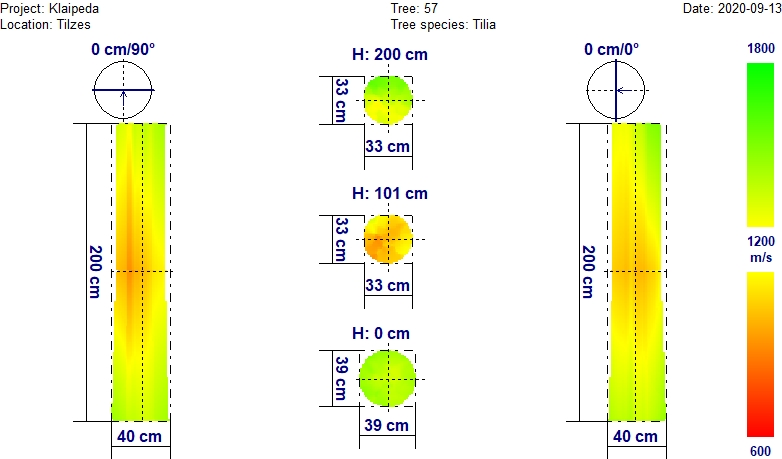 Project: Klaipeda
Tree: 57
Date: 2020-09-13
Location: Tilzes
Tree species: Tilia
0 cm/90°
H: 200 cm
0 cm/0°
1800
33 cm
33 cm
H: 101 cm
33 cm
33 cm
200 cm
200 cm
1200
m/s
H: 0 cm
39 cm
39 cm
40 cm
40 cm
600